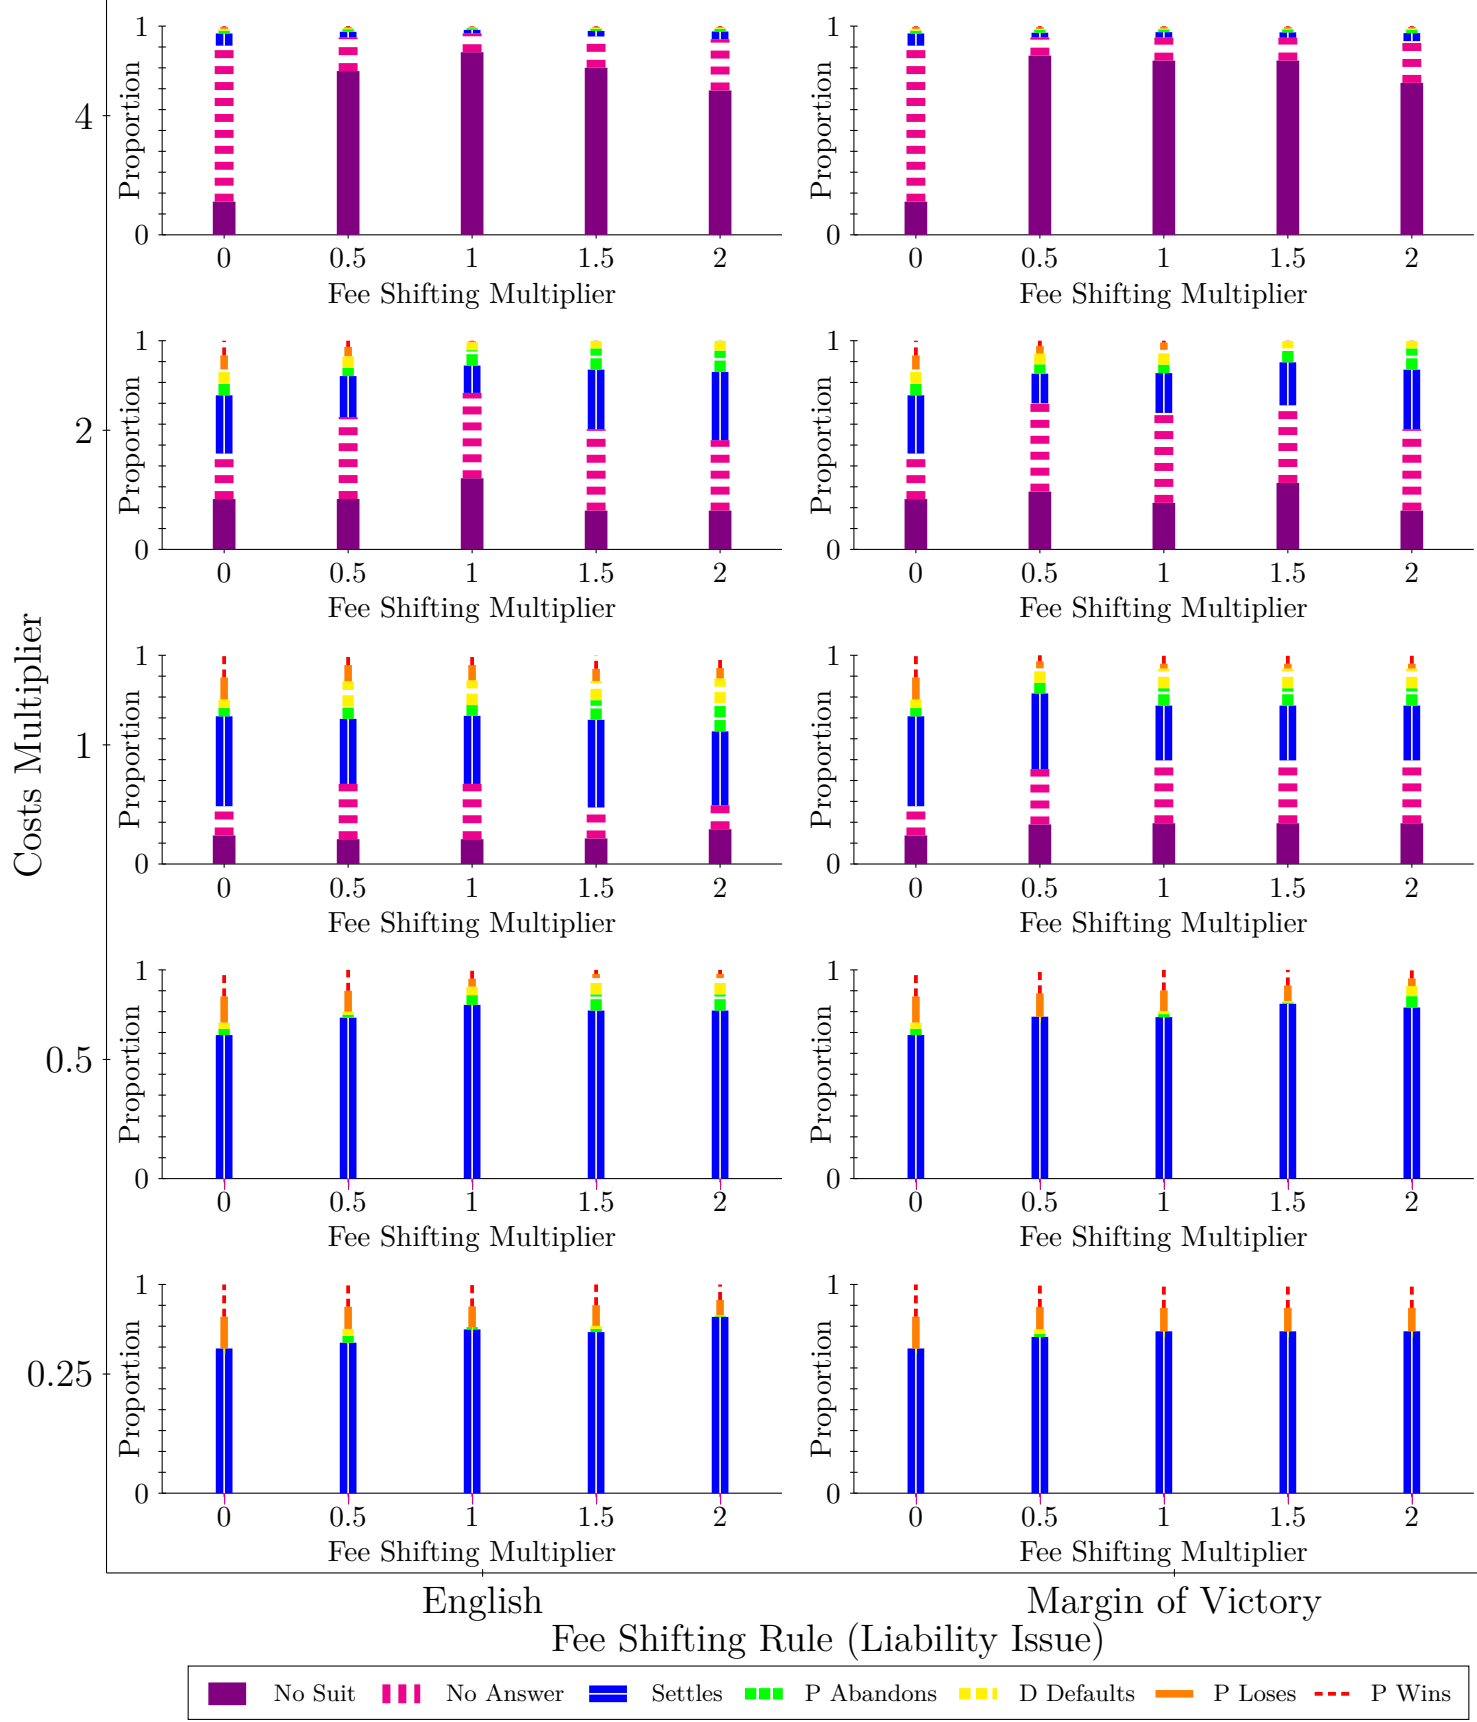 1
Proportion
0
0 0.5 1 1.5 2
Fee Shifting Multiplier
1
Proportion
0
0 0.5 1 1.5 2
Fee Shifting Multiplier
4
1
Proportion
0
0 0.5 1 1.5 2
Fee Shifting Multiplier
1
Proportion
0
0 0.5 1 1.5 2
Fee Shifting Multiplier
2
1
Proportion
0
0 0.5 1 1.5 2
Fee Shifting Multiplier
1
Proportion
0
0 0.5 1 1.5 2
Fee Shifting Multiplier
1
Costs Multiplier
1
Proportion
0
0 0.5 1 1.5 2
Fee Shifting Multiplier
1
Proportion
0
0 0.5 1 1.5 2
Fee Shifting Multiplier
0.5
1
Proportion
0
0 0.5 1 1.5 2
Fee Shifting Multiplier
1
Proportion
0
0 0.5 1 1.5 2
Fee Shifting Multiplier
0.25
English Margin of Victory
Fee Shifting Rule (Liability Issue)
No Suit No Answer Settles P Abandons D Defaults P Loses P Wins